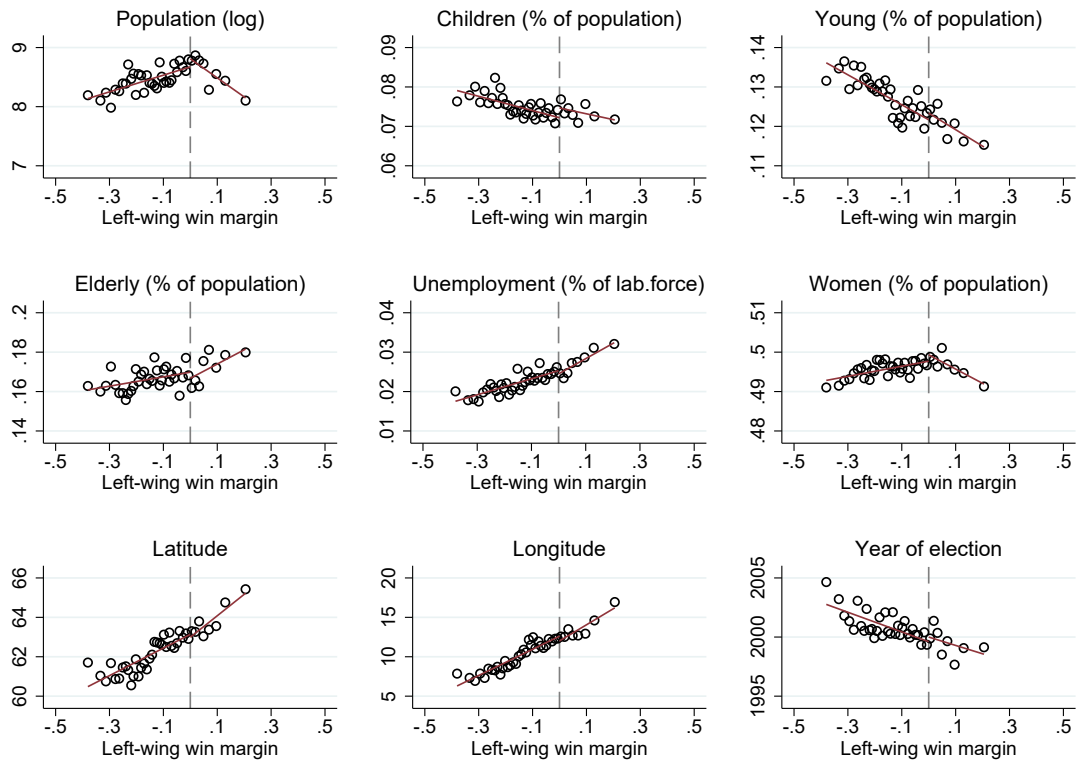 Population (log)
9
8
7
-.5 -.3 -.1 .1 .3 .5
Left-wing win margin
Children (% of population)
.09
.08
.07
.06
-.5 -.3 -.1 .1 .3 .5
Left-wing win margin
Young (% of population)
.14
.13
.12
.11
-.5 -.3 -.1 .1 .3 .5
Left-wing win margin
Elderly (% of population)
.2
.18
.16
.14
-.5 -.3 -.1 .1 .3 .5
Left-wing win margin
Unemployment (% of lab.force)
.04
.03
.02
.01
-.5 -.3 -.1 .1 .3 .5
Left-wing win margin
Women (% of population)
.51
.5
.49
.48
-.5 -.3 -.1 .1 .3 .5
Left-wing win margin
Latitude
66
64
62
60
-.5 -.3 -.1 .1 .3 .5
Left-wing win margin
Longitude
20
15
10
5
-.5 -.3 -.1 .1 .3 .5
Left-wing win margin
Year of election
2005
2000
1995
-.5 -.3 -.1 .1 .3 .5
Left-wing win margin